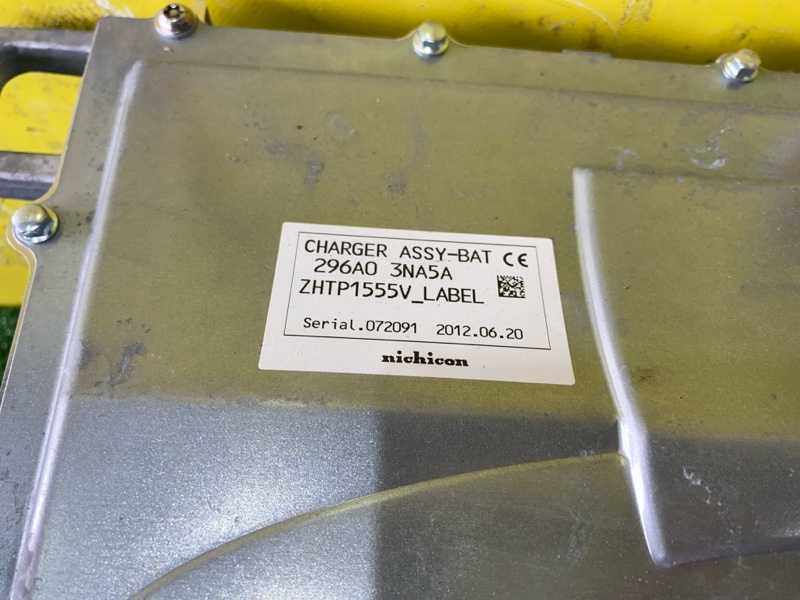 CHARGER ASSY-BAT CE
296A0 3NA5A
ZHTP1555V_LABEL
Serial.072091 2012.06.20
nichicon